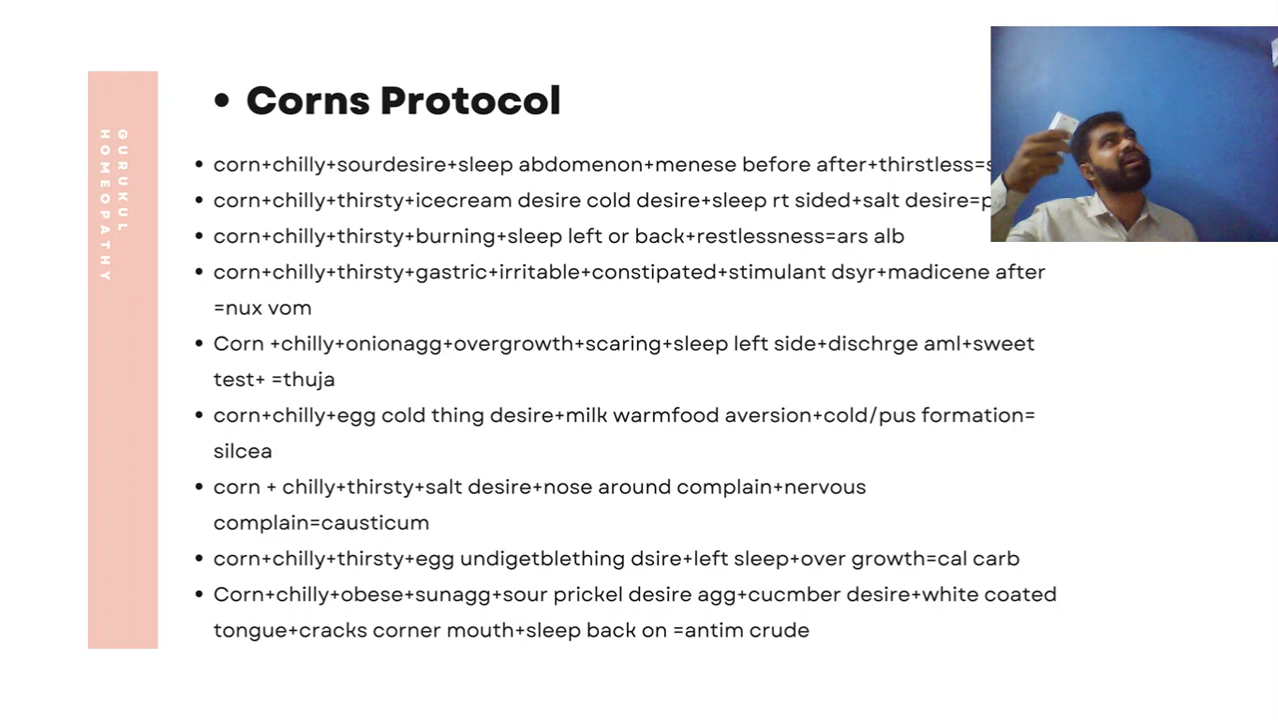 GURUKUL
HOMEOPATHY
• Corns Protocol
• corn+chilly+sourdesire+sleep abdomenon+menese before after+thirstless=
• corn+chilly+thirsty+icecream desire cold desire+sleep rt sided+salt desire=
• corn+chilly+thirsty+burning+sleep left or back+restlessness=ars alb
• corn+chilly+thirsty+gastric+irritable+constipated+stimulant dsyr+madicene after
=nux vom
• Corn +chilly+onionagg+overgrowth+scaring+sleep left side+dischrge aml+sweet
test+ =thuja
• corn+chilly+egg cold thing desire+milk warmfood aversion+cold/pus formation=
silcea
• corn + chilly+thirsty+salt desire+nose around complain+nervous
complain=causticum
• corn+chilly+thirsty+egg undigetblething dsire+left sleep+over growth=cal carb
• Corn+chilly+obese+sunagg+sour prickel desire agg+cucmber desire+white coated
tongue+cracks corner mouth+sleep back on =antim crude